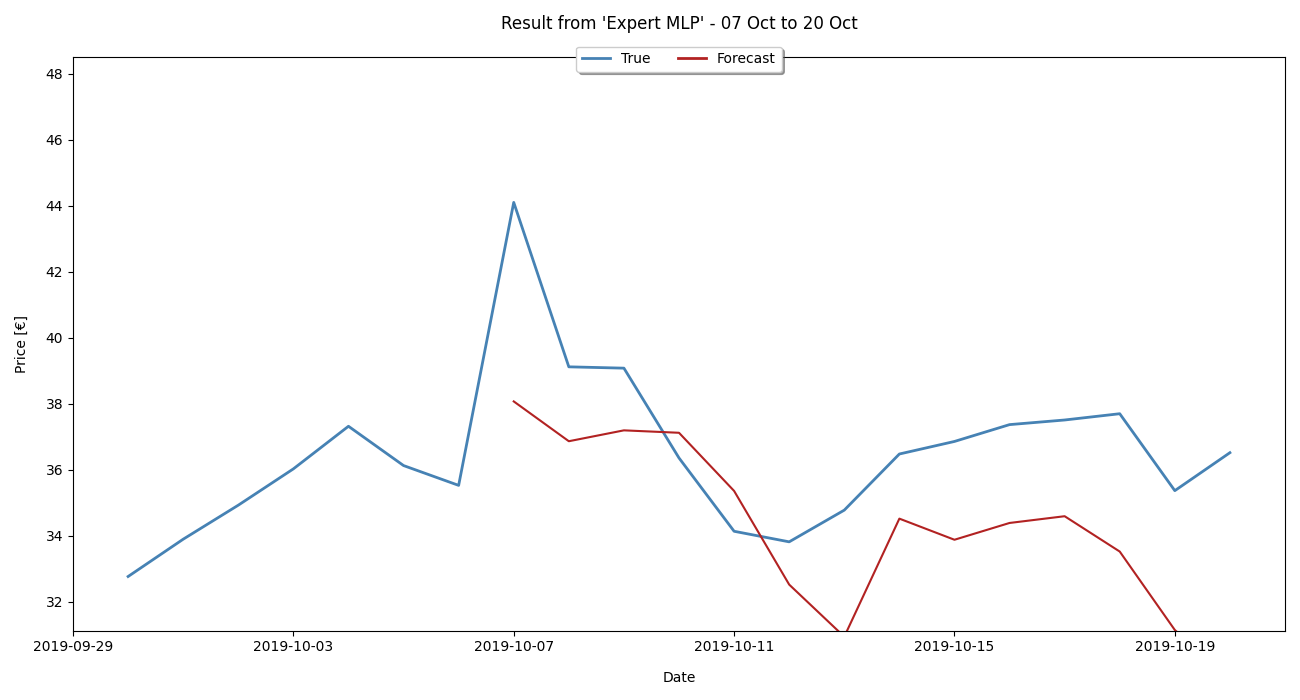 Result from 'Expert MLP' - 07 Oct to 20 Oct
True Forecast
48
46
44
42
40
38
36
34
32
Price [€]
2019-09-29 2019-10-03 2019-10-07 2019-10-11 2019-10-15 2019-10-19
Date